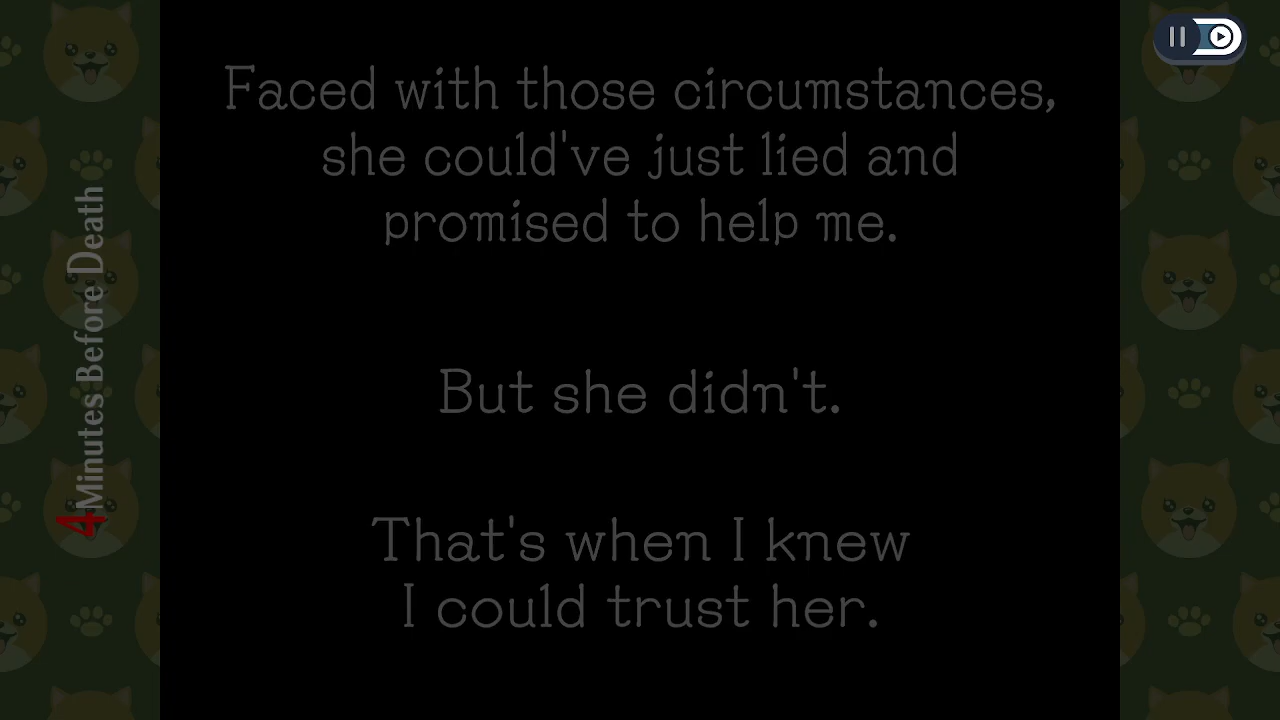 Faced with those circumstances,
she could've just lied and
promised to help me.
But she didn't.
That's when I knew
I could trust her.
4 Minutes Before Death